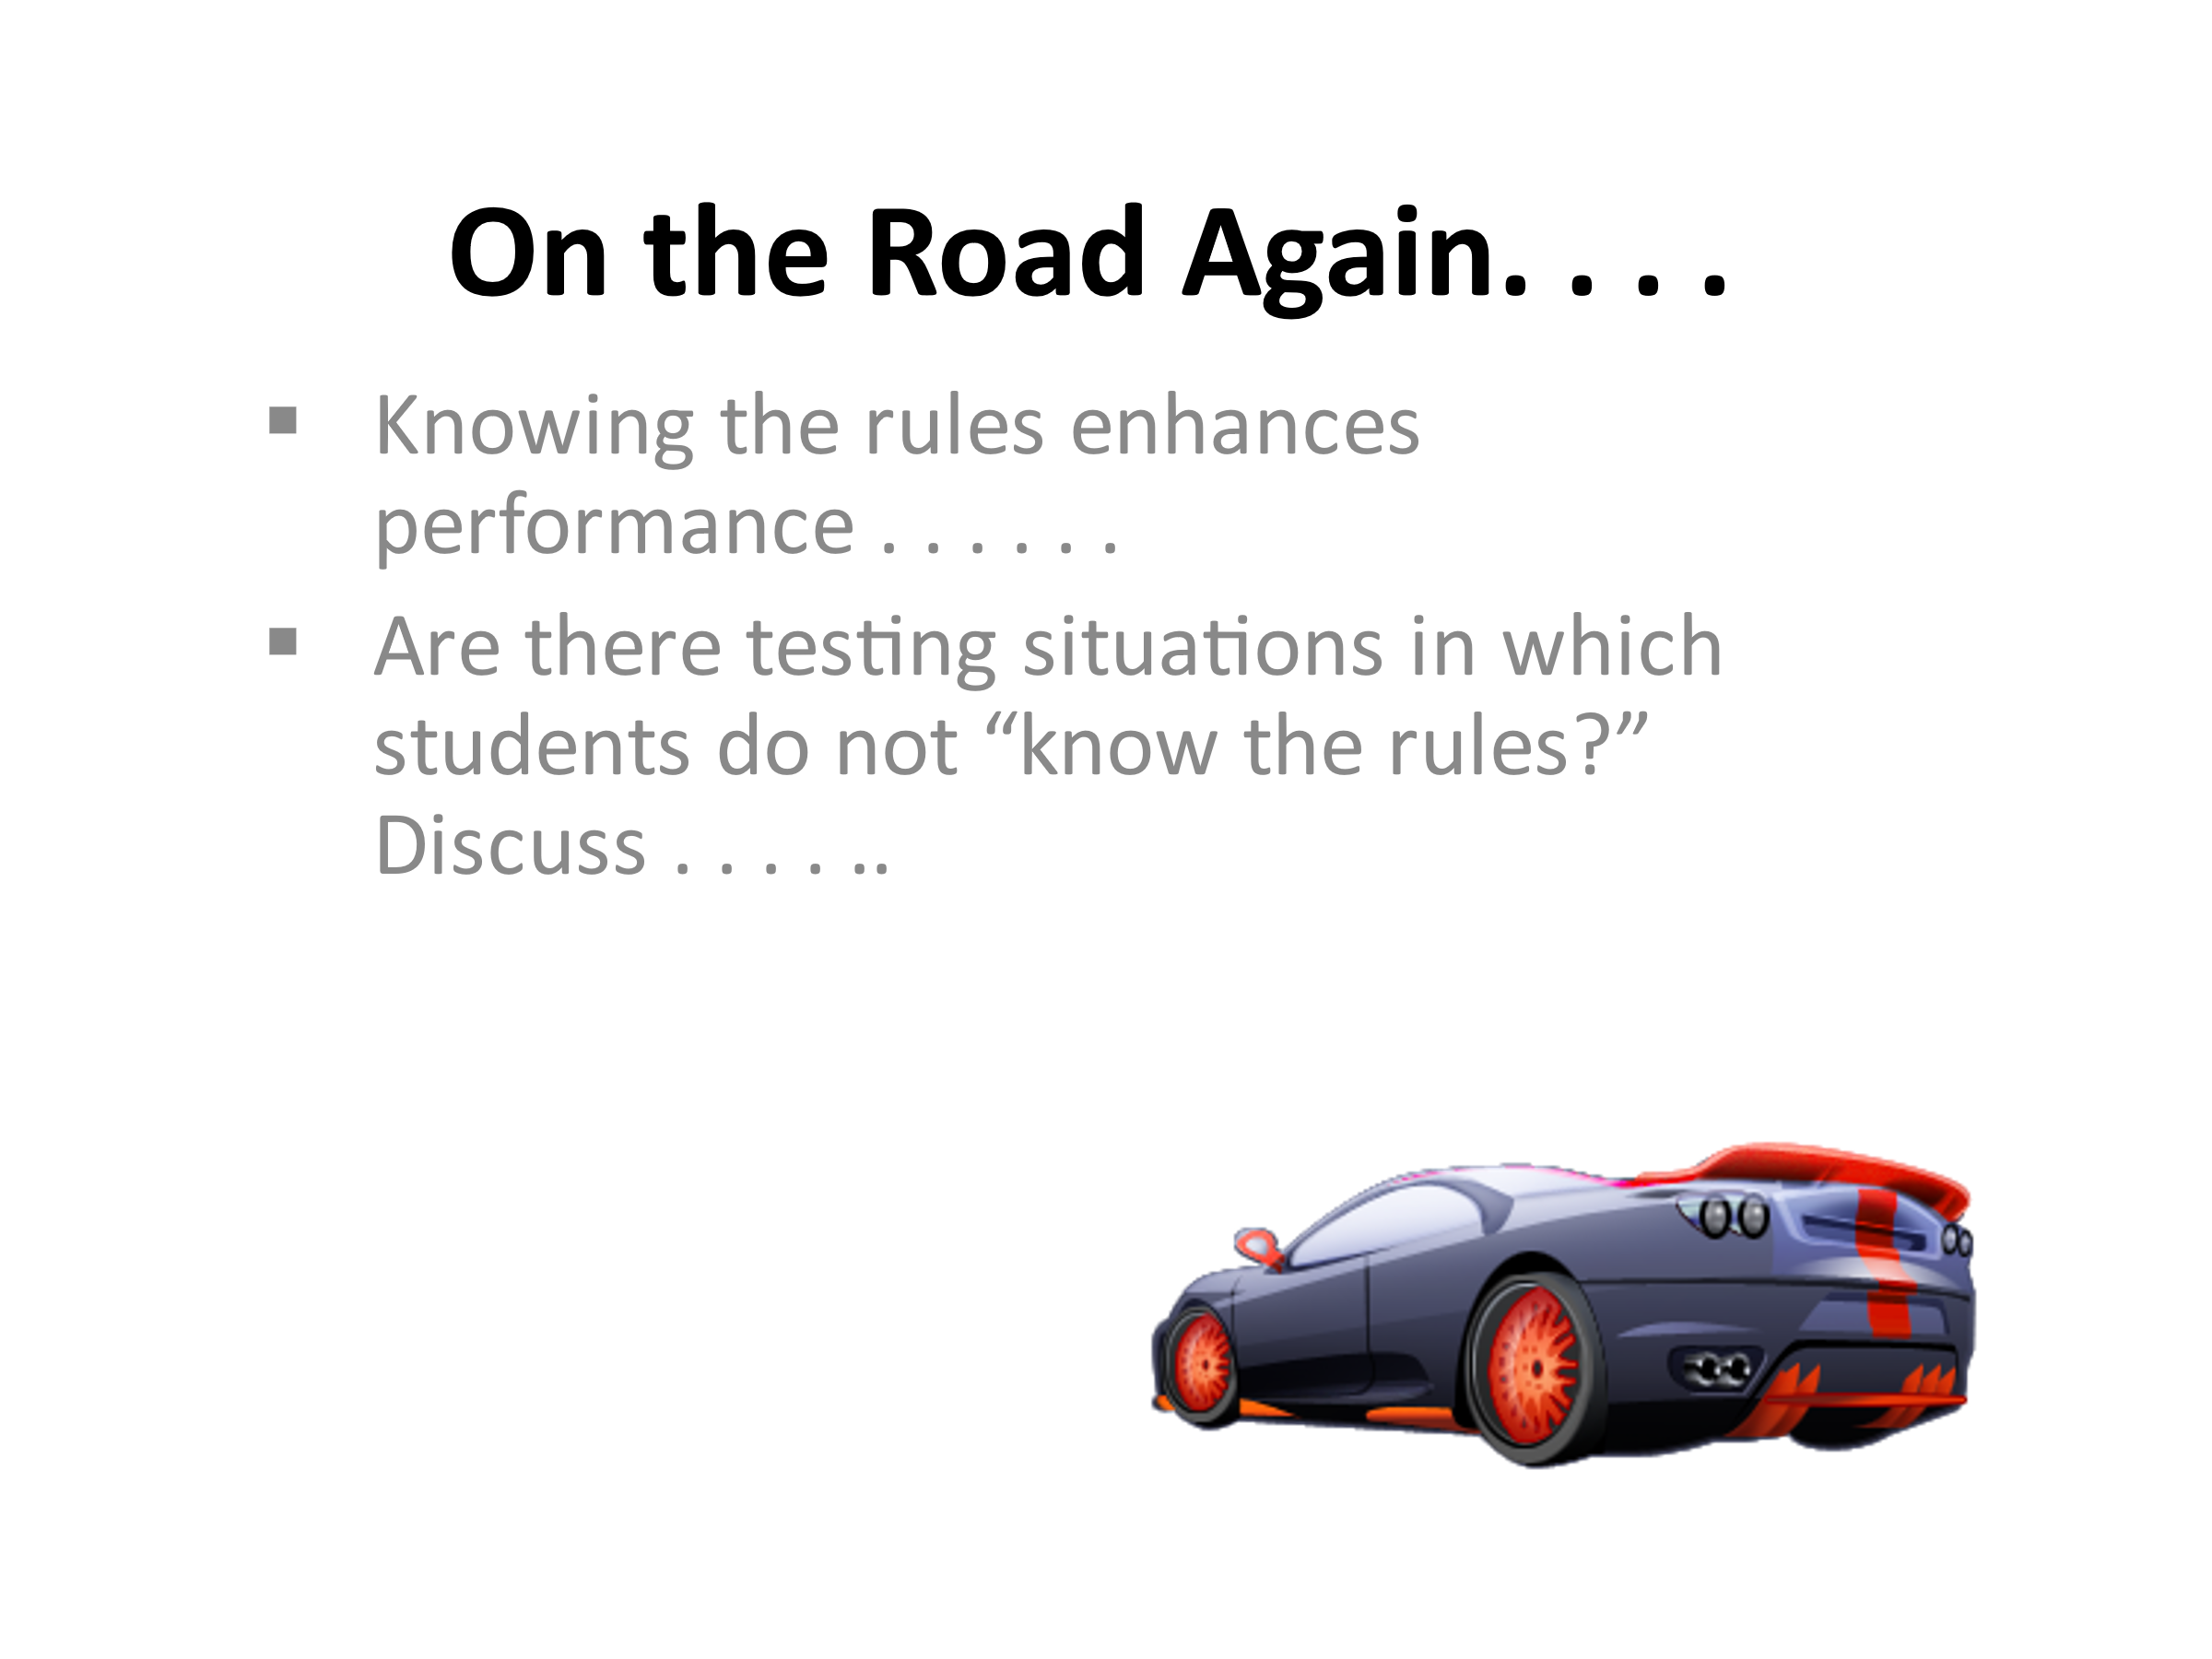 On the Road Again. . . .
▪ Knowing the rules enhances
performance . . . . . .
▪ Are there testing situations in which
students do not “know the rules?”
Discuss . . . . ..